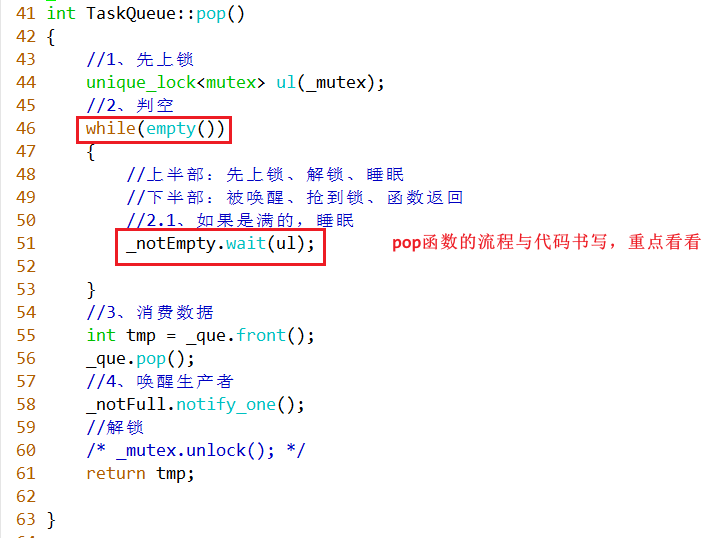 41 int TaskQueue::pop()
42 {
43 //1、先上锁
44 unique_lock<mutex> ul(_mutex);
45 //2、判空
46 while(empty())
47 {
48 //上半部：先上锁、解锁、睡眠
49 //下半部：被唤醒、抢到锁、函数返回
50 //2.1、如果是满的，睡眠
51 _notEmpty.wait(ul);
pop函数的流程与代码书写，重点看看
52
53 }
54 //3、消费数据
55 int tmp = _que.front();
56 _que.pop();
57 //4、唤醒生产者
58 _notFull.notify_one();
59 //解锁
60 /* _mutex.unlock(); */
61 return tmp;
62
63 }